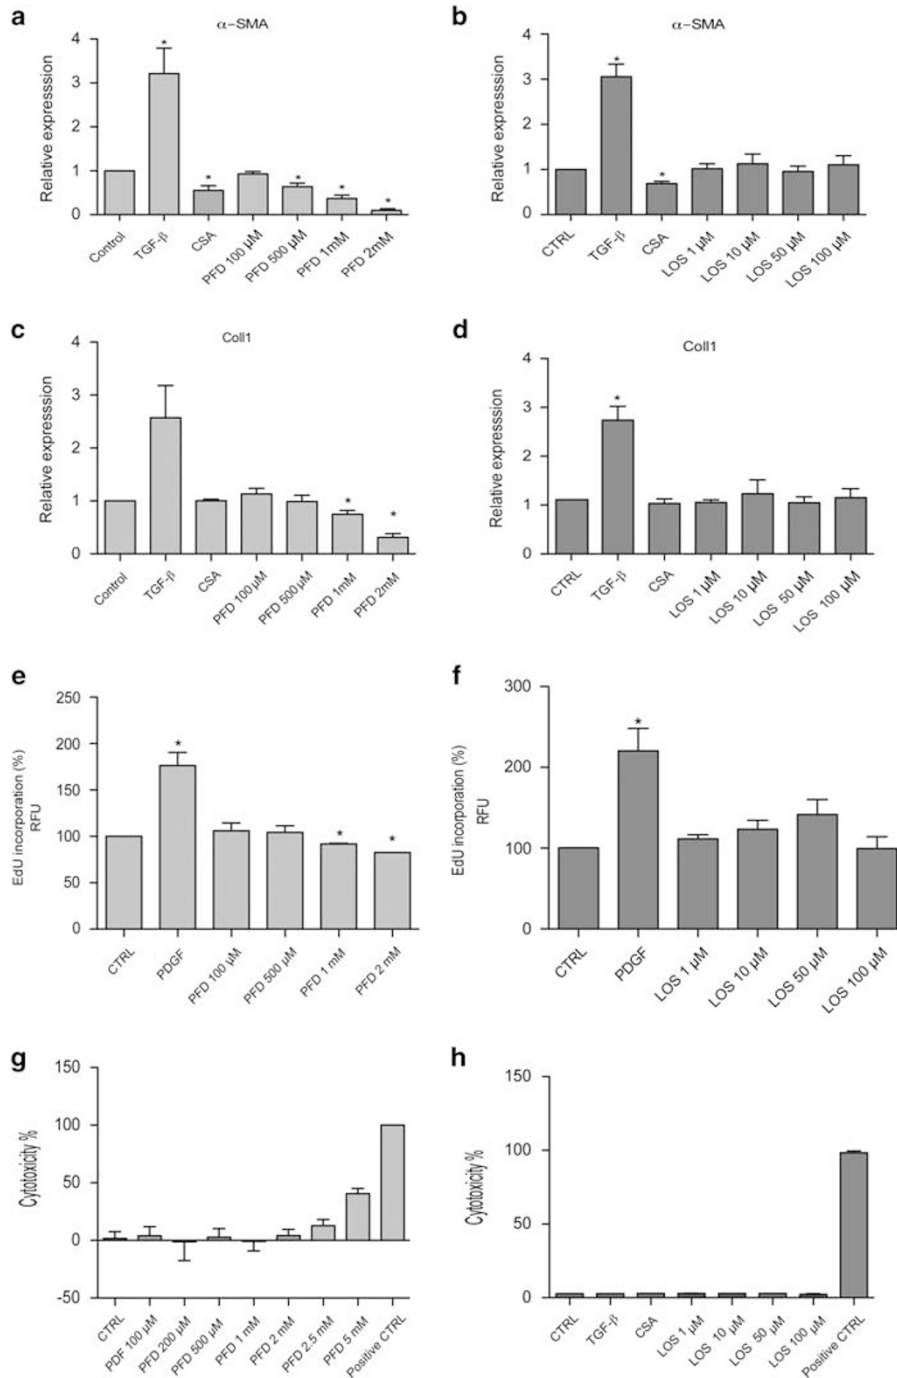 a
α-SMA
Relative expresssion
4
3
2
1
0
*
*
*
*
*
Control
TGF-β
CSA
PFD 100 µM
PFD 500 µM
PFD 1mM
PFD 2mM
b
α-SMA
Relative expresssion
4
3
2
1
0
*
*
CTRL
TGF-β
CSA
LOS 1 µM
LOS 10 µM
LOS 50 µM
LOS 100 µM
c
Coll1
Relative expresssion
4
3
2
1
0
*
*
Control
TGF-β
CSA
PFD 100 µM
PFD 500 µM
PFD 1mM
PFD 2mM
d
Coll1
Relative expresssion
4
3
2
1
0
*
CTRL
TGF-β
CSA
LOS 1 µM
LOS 10 µM
LOS 50 µM
LOS 100 µM
e
EdU incorporation (%)
RFU
250
200
150
100
50
0
*
*
*
CTRL
PDGF
PFD 100 µM
PFD 500 µM
PFD 1 mM
PFD 2 mM
f
EdU incorporation (%)
RFU
300
200
100
0
*
CTRL
PDGF
LOS 1 µM
LOS 10 µM
LOS 50 µM
LOS 100 µM
g
Cytotoxicity %
150
100
50
0
-50
CTRL
PDF 100 µM
PFD 200 µM
PFD 500 µM
PFD 1 mM
PFD 2 mM
PFD 2.5 mM
PFD 5 mM
Positive CTRL
h
Cytotoxicity %
150
100
50
0
CTRL
TGF-β
CSA
LOS 1 µM
LOS 10 µM
LOS 50 µM
LOS 100 µM
Positive CTRL